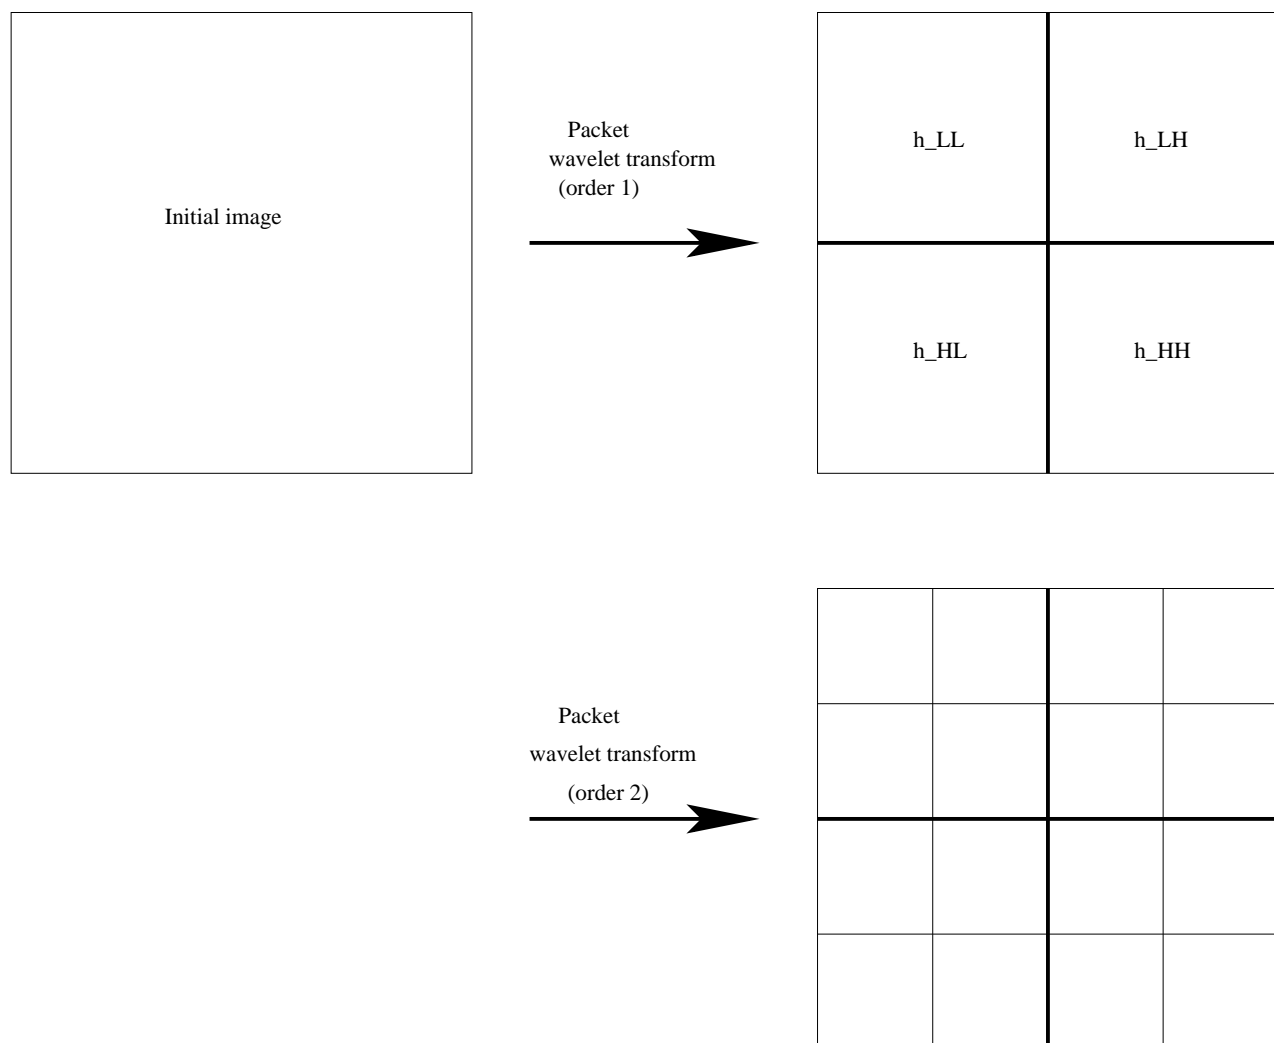 Initial image
Packet
wavelet transform
(order 1)
h_LL
h_LH
h_HL
h_HH
Packet
wavelet transform
(order 2)